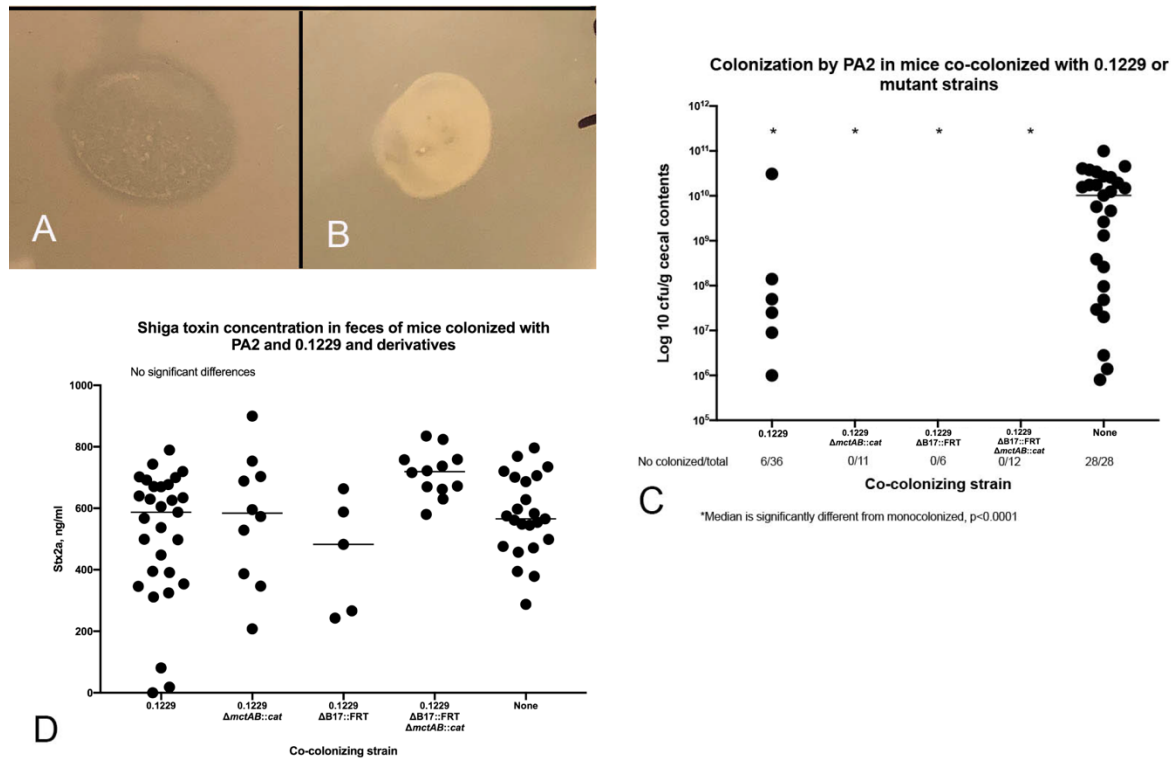 A
B
Colonization by PA2 in mice co-colonized with 0.1229 or
mutant strains
Log 10 cfu/g cecal contents
10¹²
10¹¹
10¹⁰
10⁹
10⁸
10⁷
10⁶
10⁵
* * * *
0.1229
0.1229
ΔmctAB::cat
0.1229
ΔB17::FRT
0.1229
ΔB17::FRT
ΔmctAB::cat
None
No colonized/total 6/36 0/11 0/6 0/12 28/28
Co-colonizing strain
C
*Median is significantly different from monocolonized, p<0.0001
Shiga toxin concentration in feces of mice colonized with
PA2 and 0.1229 and derivatives
No significant differences
Stx2a, ng/ml
1000
800
600
400
200
0
0.1229
0.1229
ΔmctAB::cat
0.1229
ΔB17::FRT
0.1229
ΔB17::FRT
ΔmctAB::cat
None
D
Co-colonizing strain